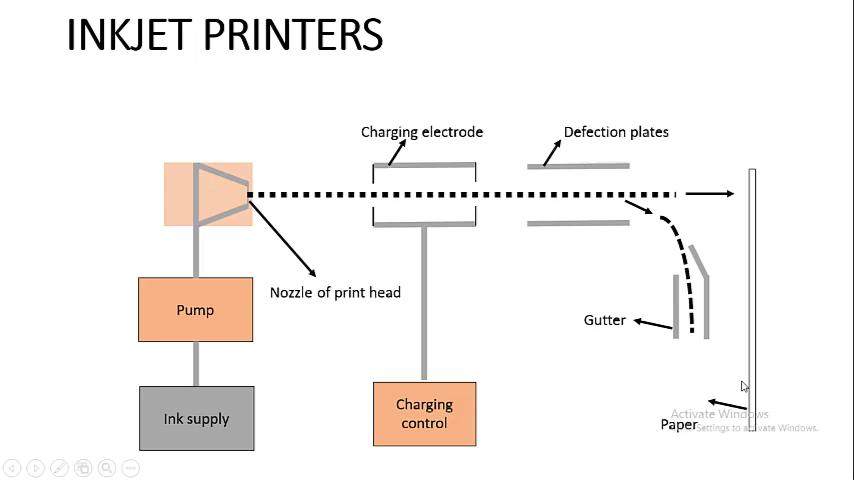 INKJET PRINTERS
Charging electrode
Defection plates
Nozzle of print head
Pump
Gutter
Ink supply
Charging
control
Activate Windows
Paper
Settings to activate Windows.